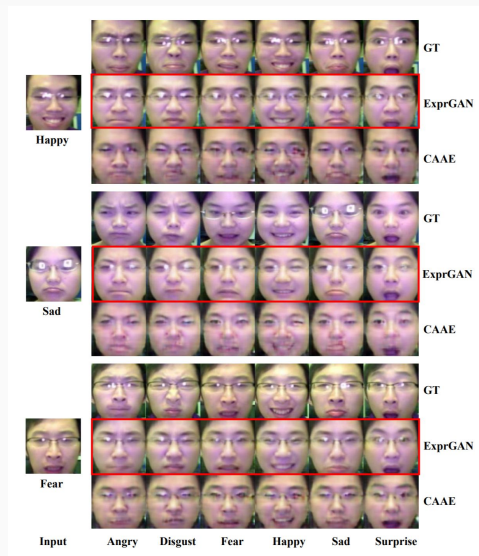 GT
ExprGAN
Happy
CAAE
GT
ExprGAN
Sad
CAAE
GT
ExprGAN
Fear
CAAE
Input Angry Disgust Fear Happy Sad Surprise